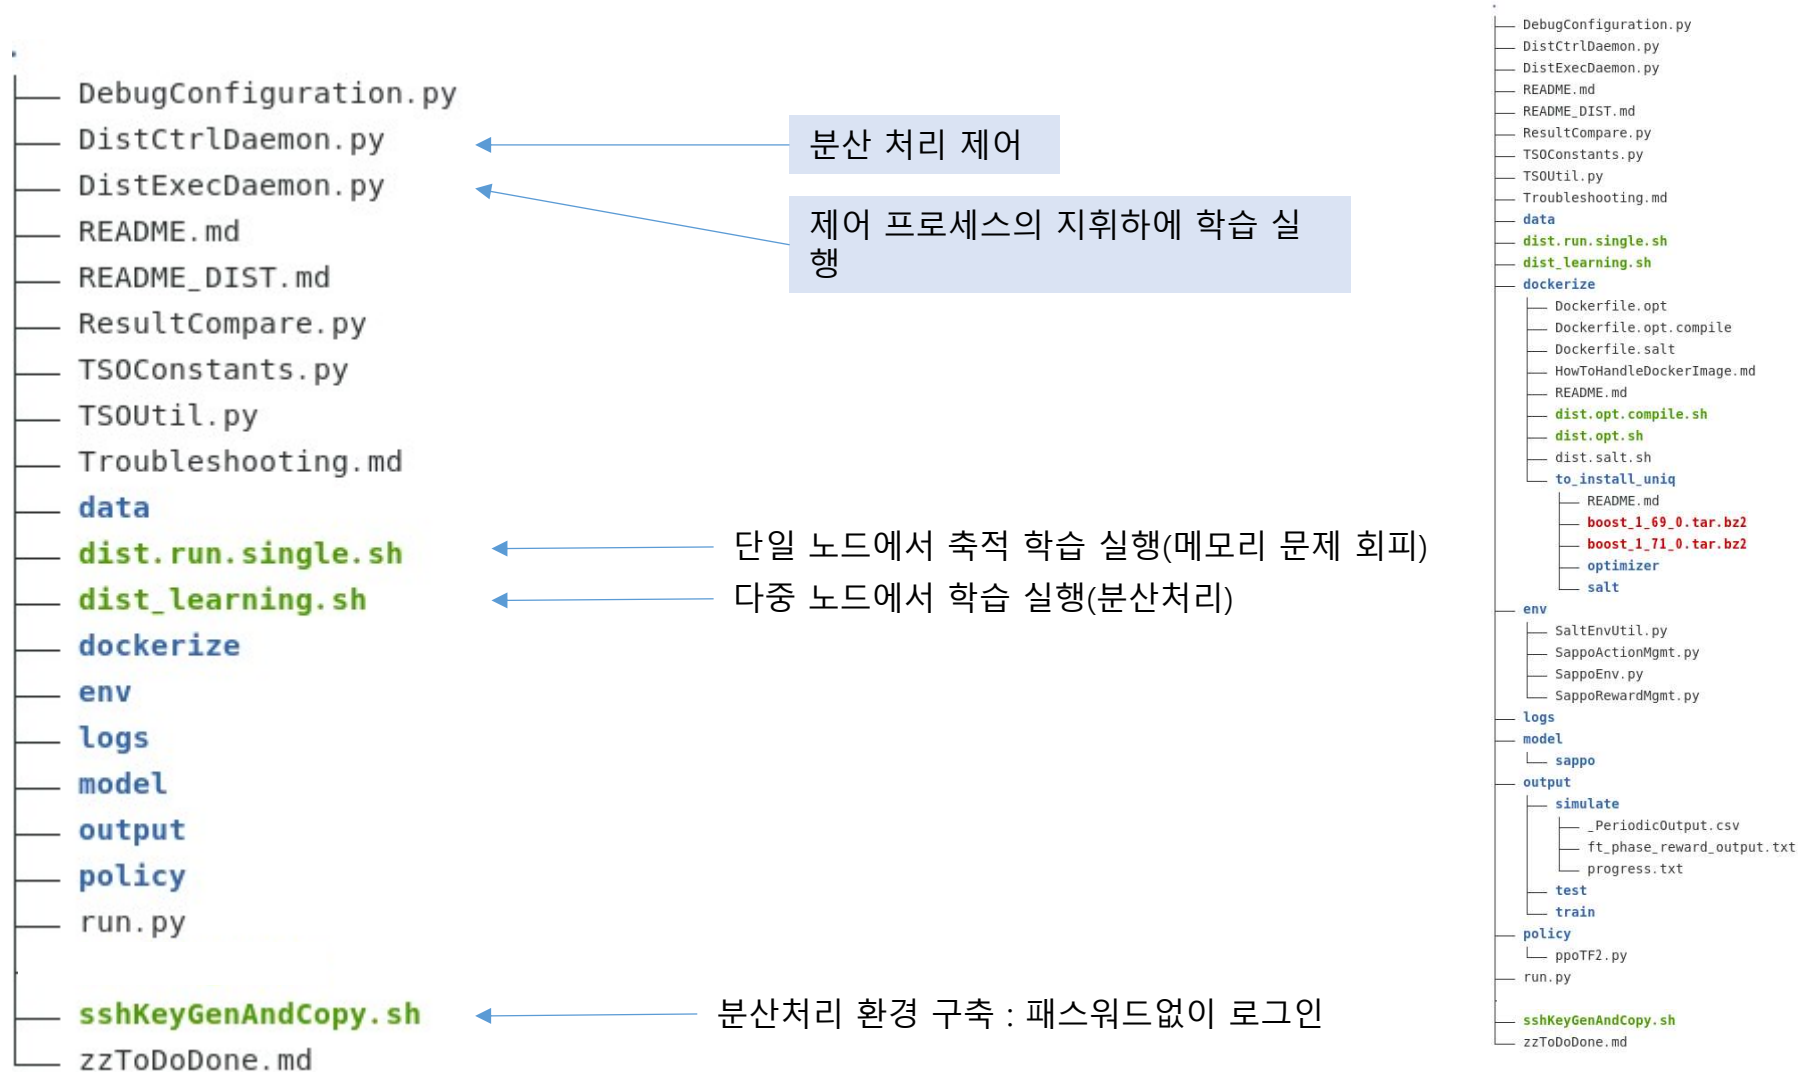 .
DebugConfiguration.py
DistCtrlDaemon.py
DistExecDaemon.py
README.md
README_DIST.md
ResultCompare.py
TSOConstants.py
TSOUtil.py
Troubleshooting.md
data
dist.run.single.sh
dist_learning.sh
dockerize
env
logs
model
output
policy
run.py
sshKeyGenAndCopy.sh
zzToDoDone.md
분산 처리 제어
제어 프로세스의 지휘하에 학습 실
행
단일 노드에서 축적 학습 실행(메모리 문제 회피)
다중 노드에서 학습 실행(분산처리)
분산처리 환경 구축 : 패스워드없이 로그인
.
DebugConfiguration.py
DistCtrlDaemon.py
DistExecDaemon.py
README.md
README_DIST.md
ResultCompare.py
TSOConstants.py
TSOUtil.py
Troubleshooting.md
data
dist.run.single.sh
dist_learning.sh
dockerize
Dockerfile.opt
Dockerfile.opt.compile
Dockerfile.salt
HowToHandleDockerImage.md
README.md
dist.opt.compile.sh
dist.opt.sh
dist.salt.sh
to_install_uniq
README.md
boost_1_69_0.tar.bz2
boost_1_71_0.tar.bz2
optimizer
salt
env
SaltEnvUtil.py
SappoActionMgmt.py
SappoEnv.py
SappoRewardMgmt.py
logs
model
sappo
output
simulate
_PeriodicOutput.csv
ft_phase_reward_output.txt
progress.txt
test
train
policy
ppoTF2.py
run.py
sshKeyGenAndCopy.sh
zzToDoDone.md